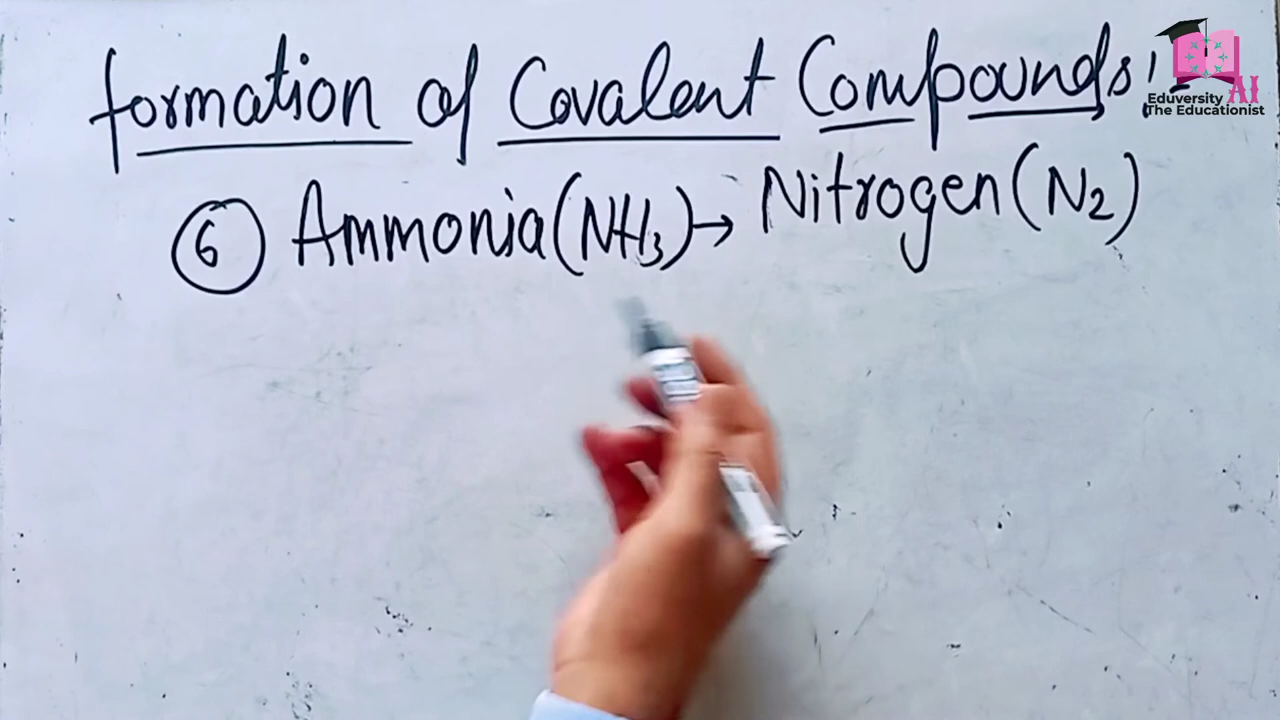 formation of Covalent Compounds:-
⑥ Ammonia (NH₃) → Nitrogen (N₂)
Eduversity AI
The Educationist